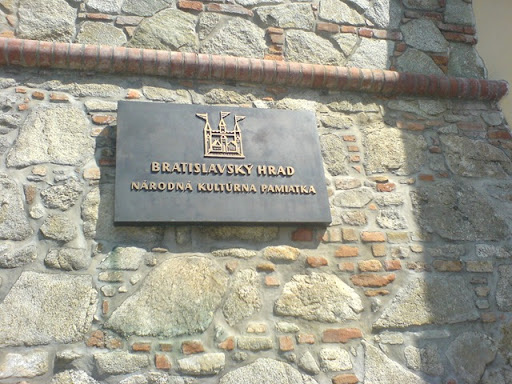 BRATISLAVSKÝ HRAD
NÁRODNÁ KULTÚRNA PAMIATKA